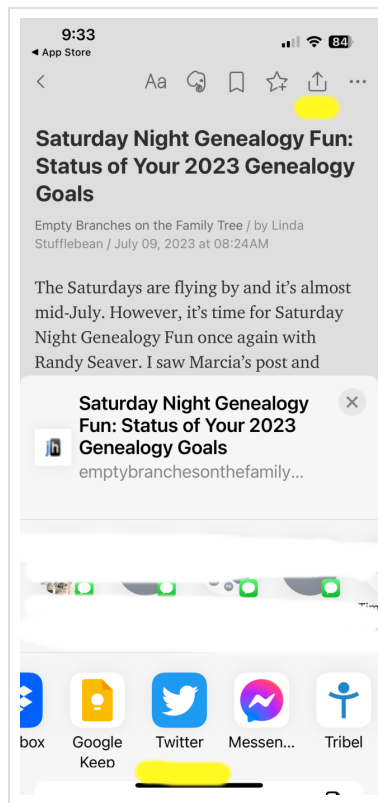 9:33
84
◀ App Store
Aa
Saturday Night Genealogy Fun:
Status of Your 2023 Genealogy
Goals
Empty Branches on the Family Tree / by Linda
Stufflebean / July 09, 2023 at 08:24AM
The Saturdays are flying by and it's almost
mid-July. However, it's time for Saturday
Night Genealogy Fun once again with
Randy Seaver. I saw Marcia's post and
Saturday Night Genealogy
Fun: Status of Your 2023
Genealogy Goals
jh
emptybranchesonthefamily...
Tim
box
Google
Keep
Twitter
Messen...
Tribel